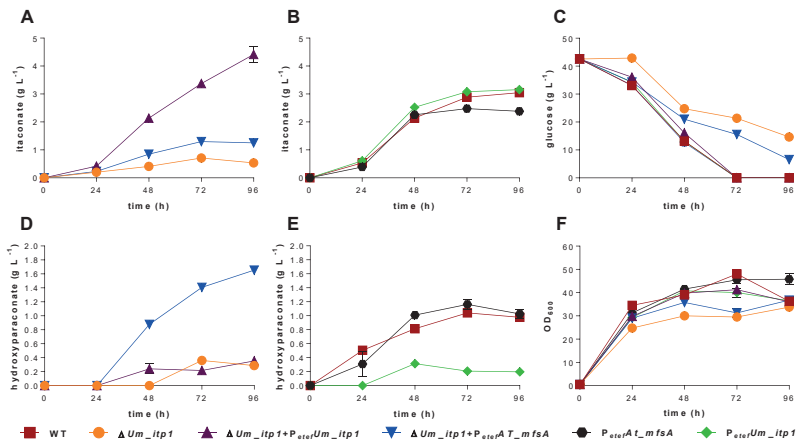 A
B
C
itaconate (g L⁻¹)
5
4
3
2
1
0
0 24 48 72 96
time (h)
itaconate (g L⁻¹)
5
4
3
2
1
0
0 24 48 72 96
time (h)
glucose (g L⁻¹)
50
40
30
20
10
0
0 24 48 72 96
time (h)
D
E
F
hydroxyparaconate (g L⁻¹)
2.0
1.8
1.6
1.4
1.2
1.0
0.8
0.6
0.4
0.2
0.0
0 24 48 72 96
time (h)
hydroxyparaconate (g L⁻¹)
2.0
1.8
1.6
1.4
1.2
1.0
0.8
0.6
0.4
0.2
0.0
0 24 48 72 96
time (h)
OD₆₀₀
60
50
40
30
20
10
0
0 24 48 72 96
time (h)
WT ΔUm_itp1 ΔUm_itp1+PₑₜₑfUm_itp1 ΔUm_itp1+PₑₜₑfAT_mfsA PₑₜₑfAt_mfsA PₑₜₑfUm_itp1